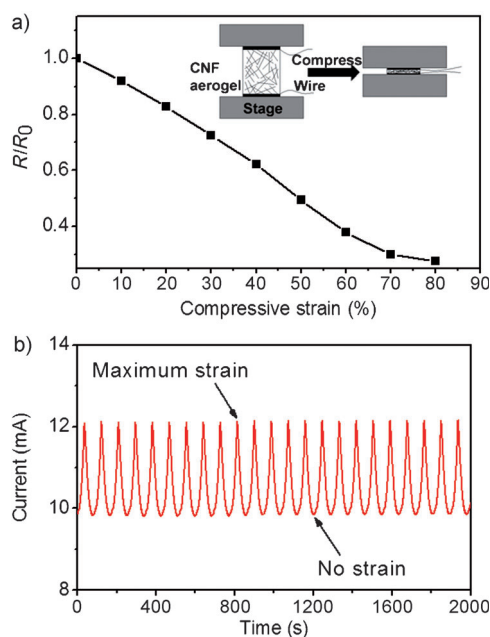 a)
1.0
0.8
0.6
0.4
R/R0
0 10 20 30 40 50 60 70 80 90
Compressive strain (%)
CNF
aerogel
Compress
Wire
Stage
b)
14
12
10
8
Current (mA)
Maximum strain
No strain
0 400 800 1200 1600 2000
Time (s)